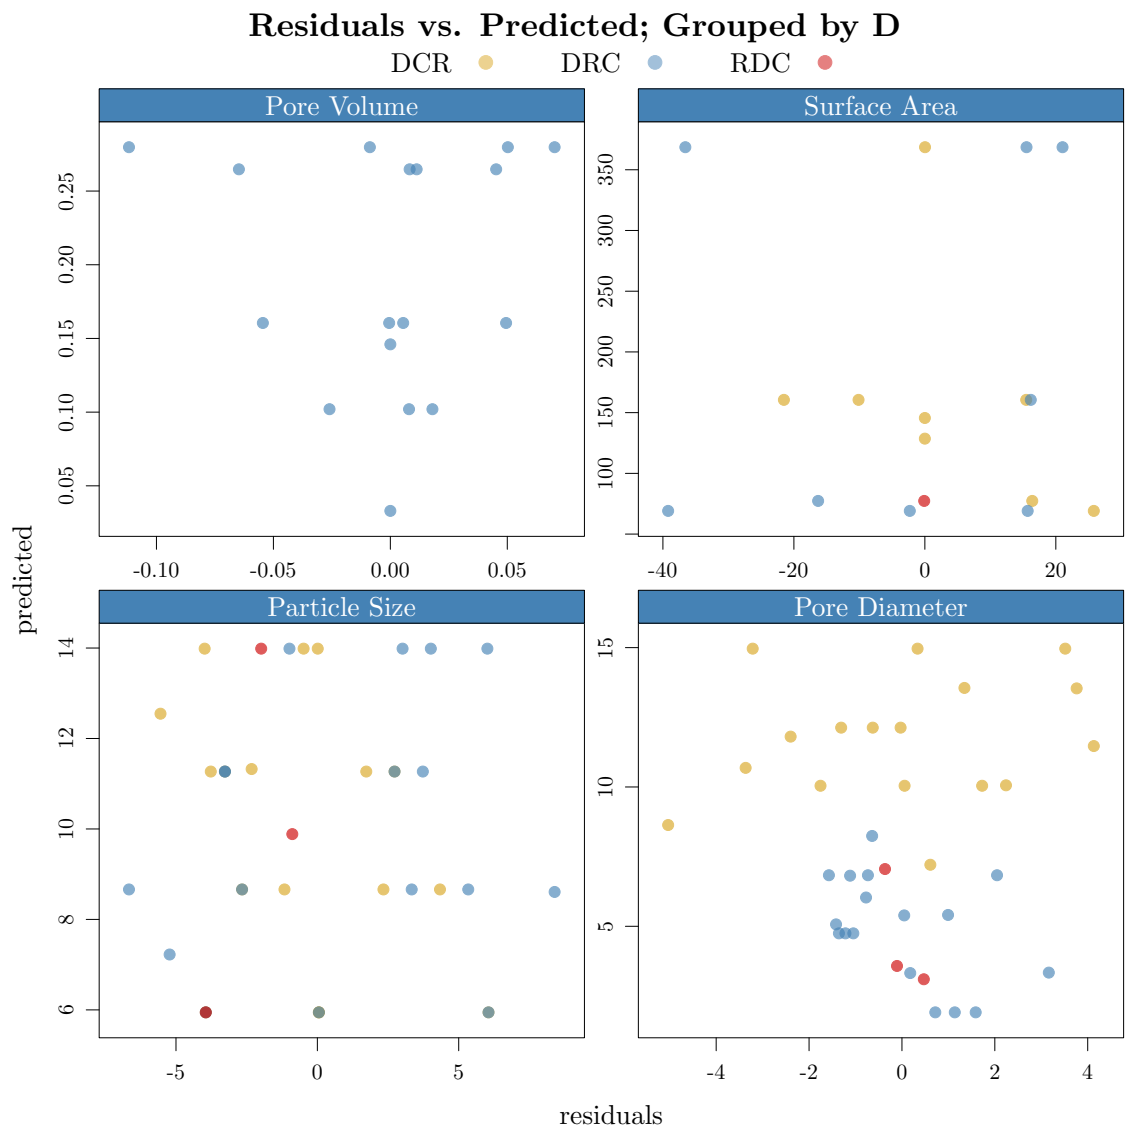 Residuals vs. Predicted; Grouped by D
DCR DRC RDC
Pore Volume
Surface Area
0.05 0.10 0.15 0.20 0.25
-0.10 -0.05 0.00 0.05
100 150 200 250 300 350
-40 -20 0 20
Particle Size
Pore Diameter
6 8 10 12 14
-5 0 5
5 10 15
-4 -2 0 2 4
predicted
residuals